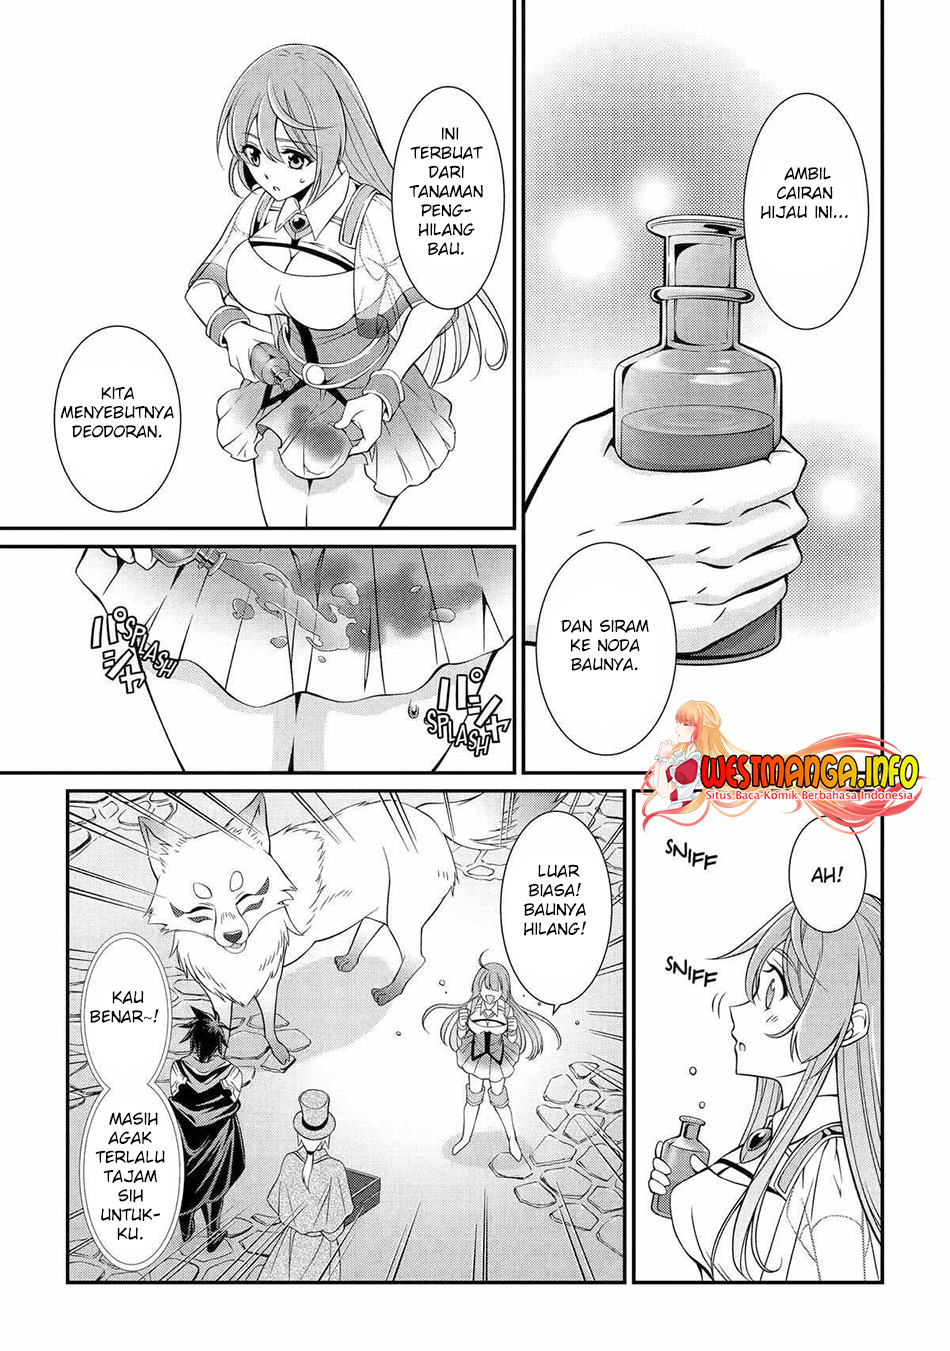 AMBIL
CAIRAN
HIJAU INI...
DAN SIRAM
KE NODA
BAUNYA.
INI
TERBUAT
DARI
TANAMAN
PENG-
HILANG
BAU.
KITA
MENYEBUTNYA
DEODORAN.
パシャ
SPLASH
パシャ
SPLASH
WESTMANGA.INFO
Situs Baca Komik Berbahasa Indonesia
SNIFF
AH!
SNIFF
LUAR
BIASA!
BAUNYA
HILANG!
KAU
BENAR~!
MASIH
AGAK
TERLALU
TAJAM
SIH
UNTUK-
KU.